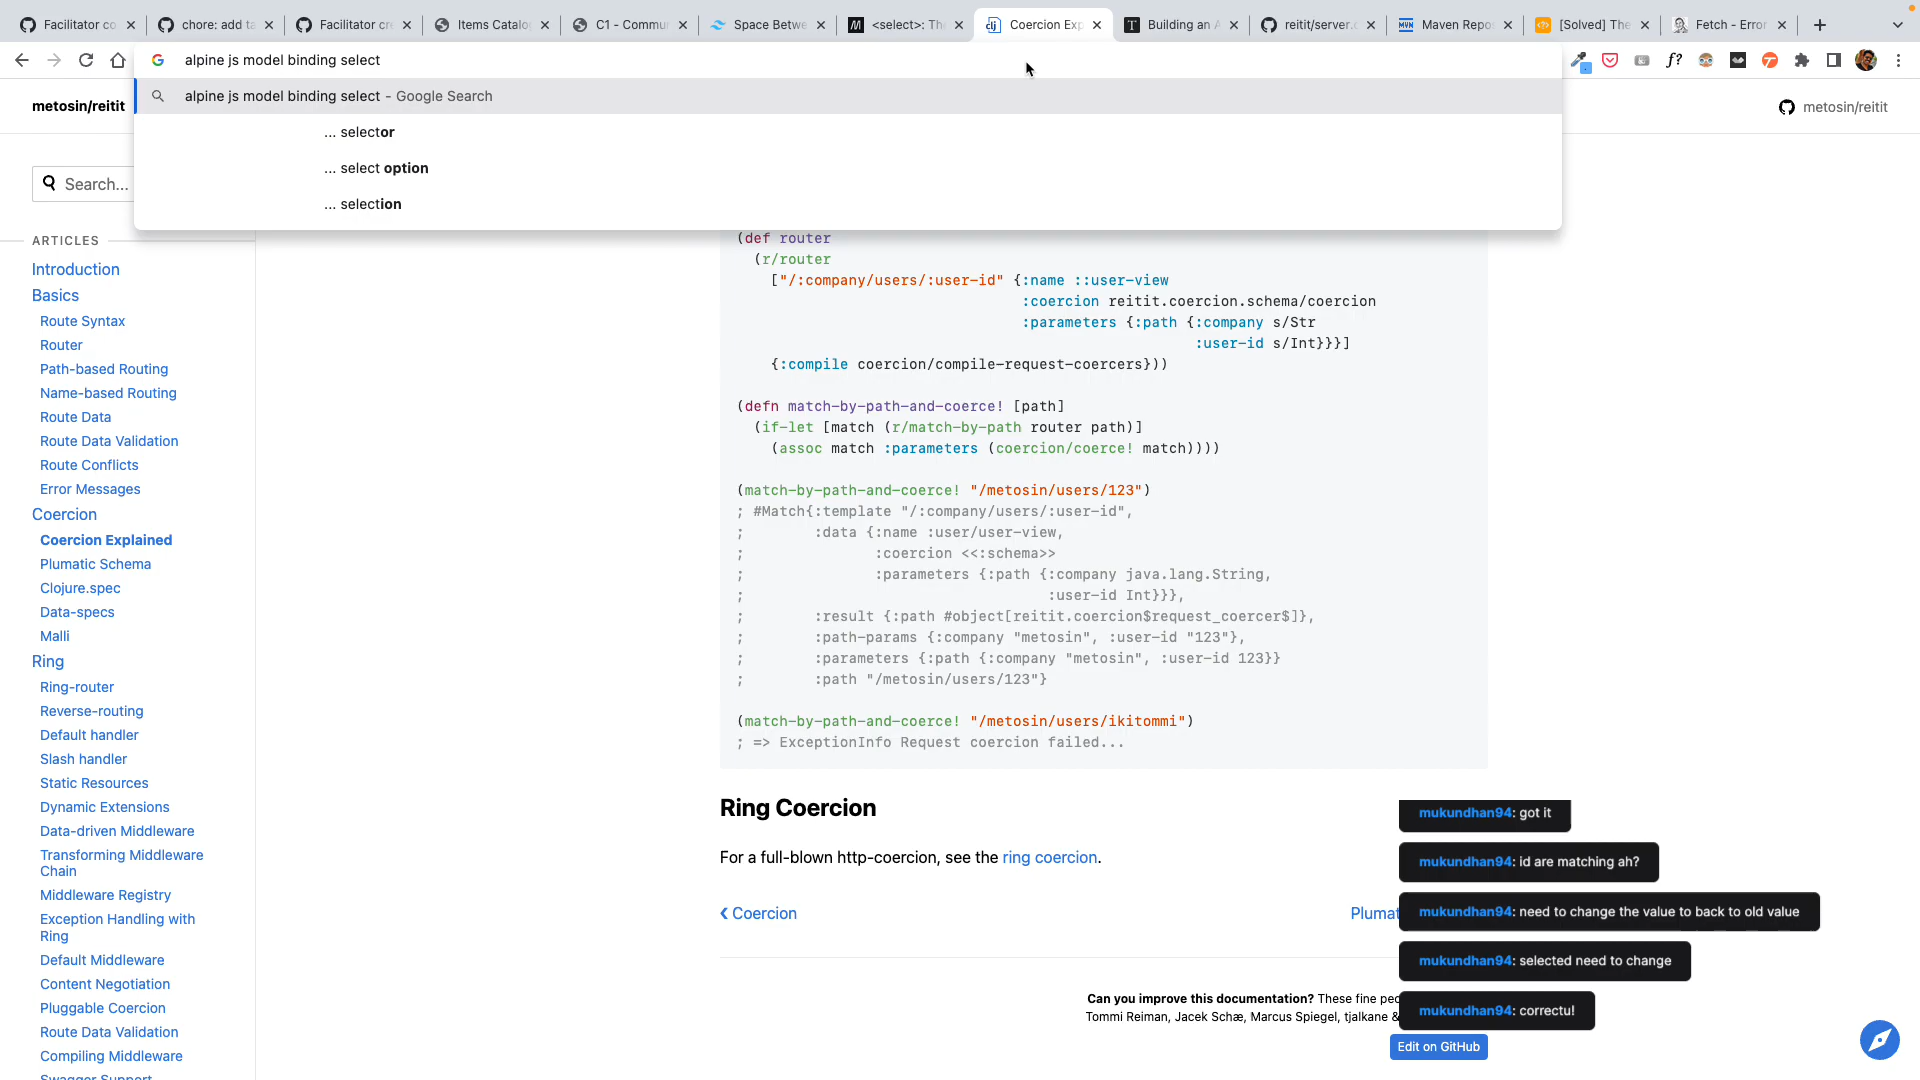 Facilitator co
chore: add ta
Facilitator cre
Items Catalo
C1 - Commu
Space Betwe
<select>: Th
Coercion Exp
Building an A
reitit/server.c
Maven Repo
[Solved] The
Fetch - Error
alpine js model binding select
alpine js model binding select - Google Search
... selector
... select option
... selection
metosin/reitit
metosin/reitit
Search...
ARTICLES
Introduction
Basics
Route Syntax
Router
Path-based Routing
Name-based Routing
Route Data
Route Data Validation
Route Conflicts
Error Messages
Coercion
Coercion Explained
Plumatic Schema
Clojure.spec
Data-specs
Malli
Ring
Ring-router
Reverse-routing
Default handler
Slash handler
Static Resources
Dynamic Extensions
Data-driven Middleware
Transforming Middleware
Chain
Middleware Registry
Exception Handling with
Ring
Default Middleware
Content Negotiation
Pluggable Coercion
Route Data Validation
Compiling Middleware
Swagger Support
(def router
(r/router
["/:company/users/:user-id" {:name ::user-view
:coercion reitit.coercion.schema/coercion
:parameters {:path {:company s/Str
:user-id s/Int}}}]
{:compile coercion/compile-request-coercers}))
(defn match-by-path-and-coerce! [path]
(if-let [match (r/match-by-path router path)]
(assoc match :parameters (coercion/coerce! match))))
(match-by-path-and-coerce! "/metosin/users/123")
; #Match{:template "/:company/users/:user-id",
; :data {:name :user/user-view,
; :coercion <<:schema>>
; :parameters {:path {:company java.lang.String,
; :user-id Int}}},
; :result {:path #object[reitit.coercion$request_coercer$]},
; :path-params {:company "metosin", :user-id "123"},
; :parameters {:path {:company "metosin", :user-id 123}}
; :path "/metosin/users/123"}
(match-by-path-and-coerce! "/metosin/users/ikitommi")
; => ExceptionInfo Request coercion failed...
Ring Coercion
For a full-blown http-coercion, see the ring coercion.
❮ Coercion
Plumat
Can you improve this documentation? These fine peo
Tommi Reiman, Jacek Schæ, Marcus Spiegel, tjalkane &
Edit on GitHub
mukundhan94: got it
mukundhan94: id are matching ah?
mukundhan94: need to change the value to back to old value
mukundhan94: selected need to change
mukundhan94: correctu!